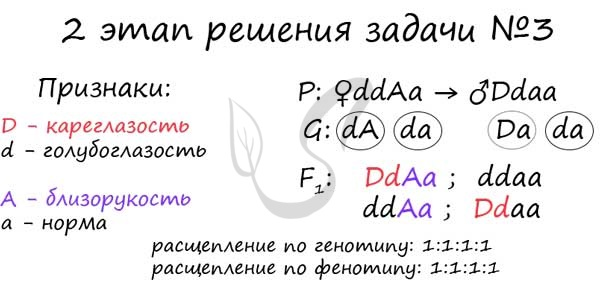 2 этап решения задачи №3
Признаки:
D - кареглазость
d - голубоглазость
A - близорукость
a - норма
P: ♀ddAa → ♂Ddaa
G: dA da Da da
F₁: DdAa ; ddaa
ddAa ; Ddaa
расщепление по генотипу: 1:1:1:1
расщепление по фенотипу: 1:1:1:1